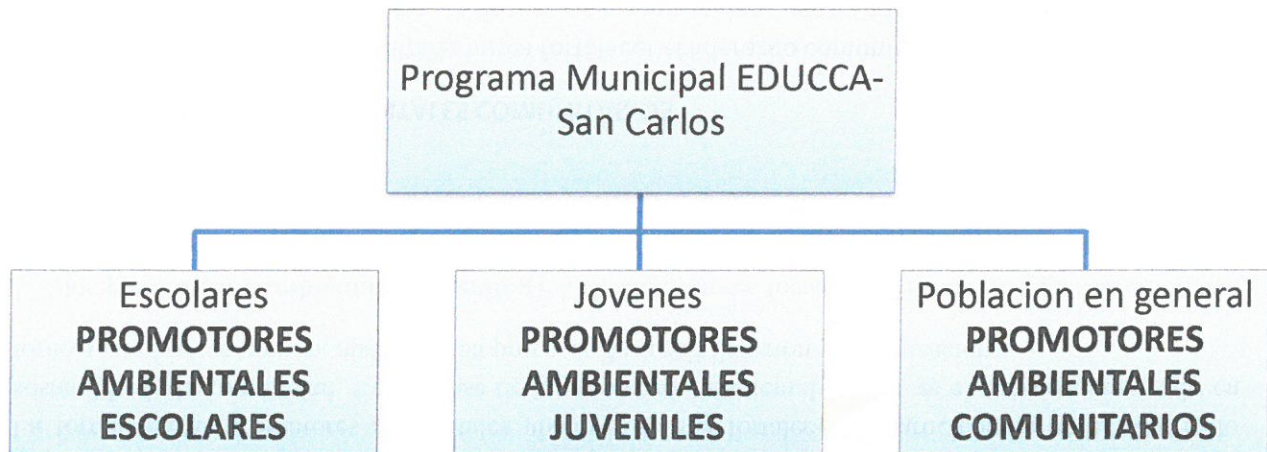 Programa Municipal EDUCCA-
San Carlos
Escolares
PROMOTORES
AMBIENTALES
ESCOLARES
Jovenes
PROMOTORES
AMBIENTALES
JUVENILES
Poblacion en general
PROMOTORES
AMBIENTALES
COMUNITARIOS